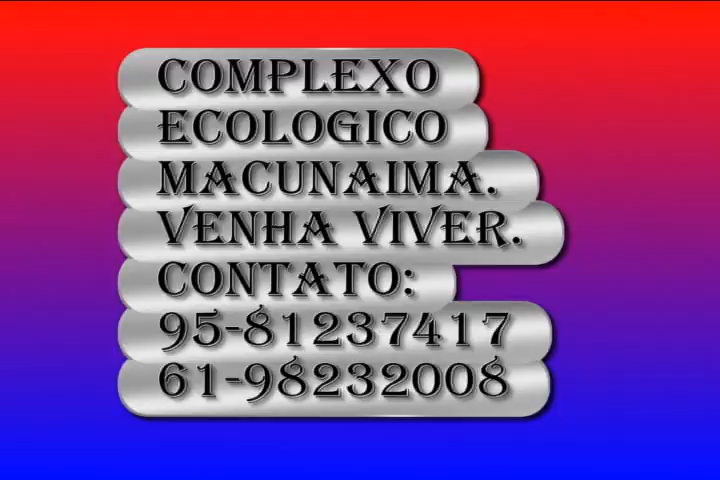 COMPLEXO
ECOLOGICO
MACUNAIMA.
VENHA VIVER.
CONTATO:
95-81237417
61-98232008